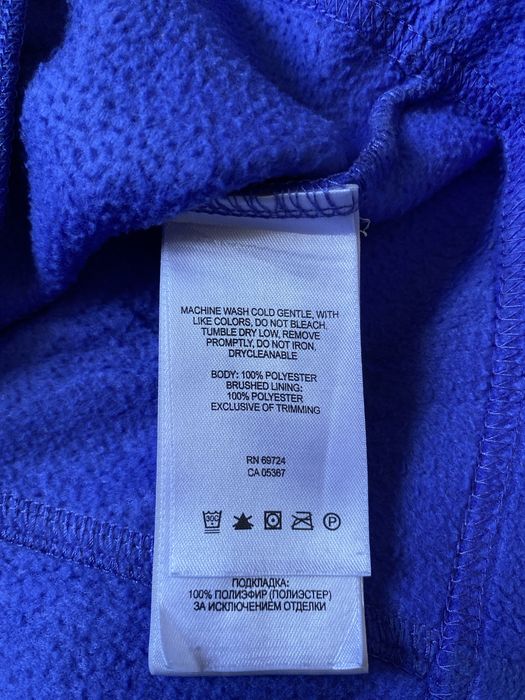 MACHINE WASH COLD GENTLE, WITH
LIKE COLORS, DO NOT BLEACH.
TUMBLE DRY LOW, REMOVE
PROMPTLY, DO NOT IRON.
DRYCLEANABLE
BODY: 100% POLYESTER
BRUSHED LINING:
100% POLYESTER
EXCLUSIVE OF TRIMMING
RN 69724
CA 05367
30C P
ПОДКЛАДКА:
100% ПОЛИЭФИР (ПОЛИЭСТЕР)
ЗА ИСКЛЮЧЕНИЕМ ОТДЕЛКИ